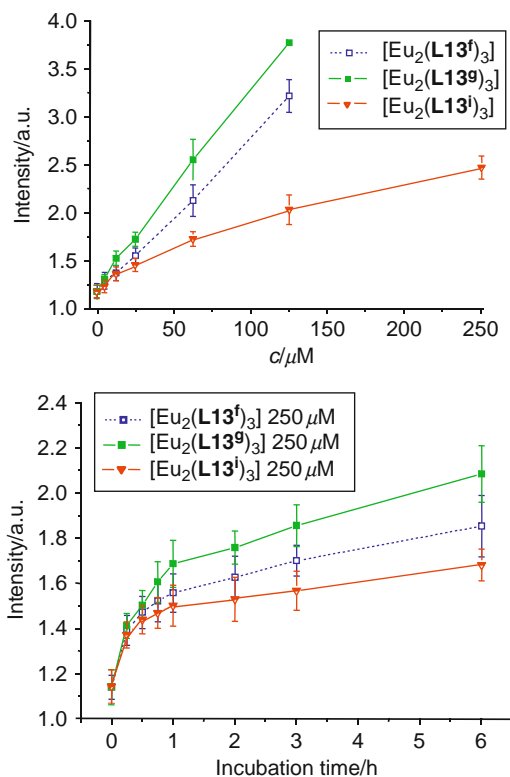 4.0
3.5
3.0
2.5
2.0
1.5
1.0
Intensity/a.u.
[Eu₂(L13ᶠ)₃]
[Eu₂(L13ᵍ)₃]
[Eu₂(L13ⁱ)₃]
0 50 100 150 200 250
c/μM
2.4
2.2
2.0
1.8
1.6
1.4
1.2
1.0
Intensity/a.u.
[Eu₂(L13ᶠ)₃] 250 μM
[Eu₂(L13ᵍ)₃] 250 μM
[Eu₂(L13ⁱ)₃] 250 μM
0 1 2 3 4 5 6
Incubation time/h